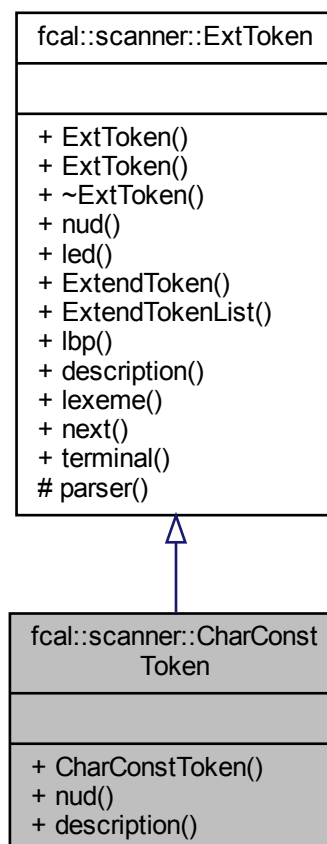 fcal::scanner::ExtToken
+ ExtToken()
+ ExtToken()
+ ~ExtToken()
+ nud()
+ led()
+ ExtendToken()
+ ExtendTokenList()
+ lbp()
+ description()
+ lexeme()
+ next()
+ terminal()
# parser()
fcal::scanner::CharConst
Token
+ CharConstToken()
+ nud()
+ description()